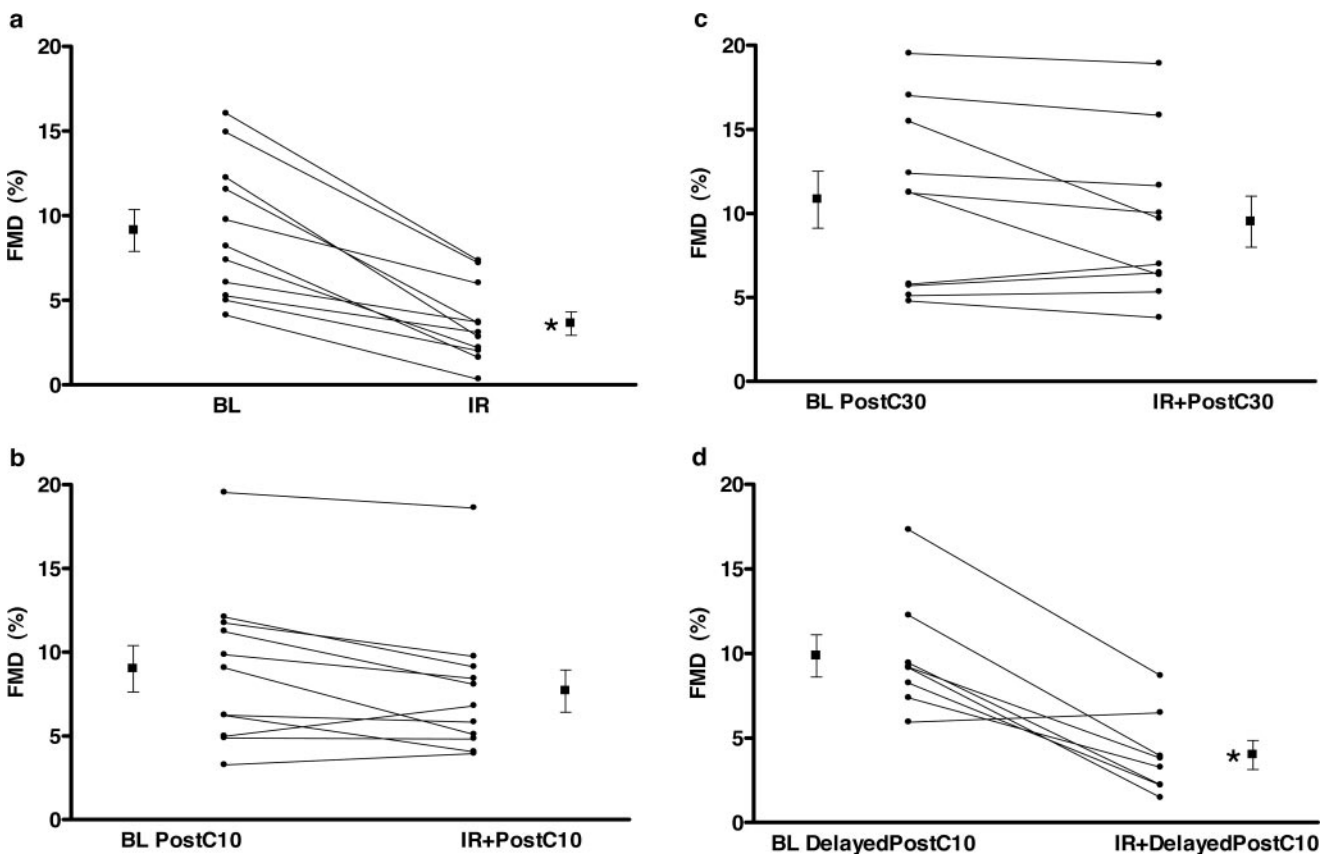 a
20
15
10
5
0
FMD (%)
*
BL IR
b
20
15
10
5
0
FMD (%)
BL PostC10 IR+PostC10
c
20
15
10
5
0
FMD (%)
BL PostC30 IR+PostC30
d
20
15
10
5
0
FMD (%)
*
BL DelayedPostC10 IR+DelayedPostC10